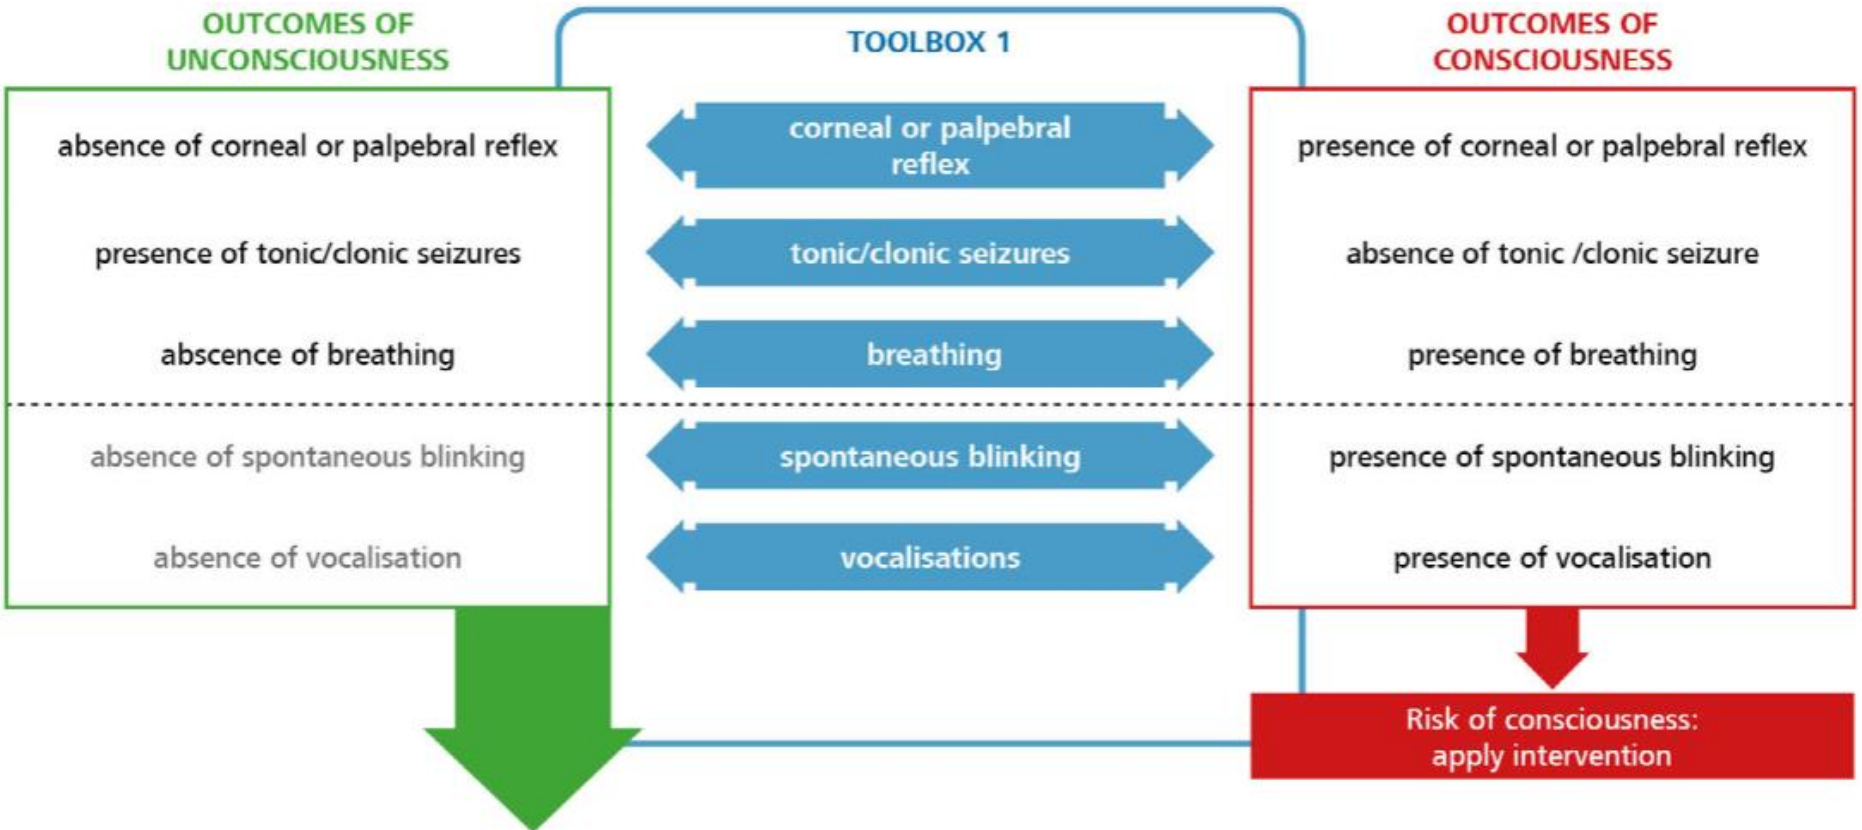 OUTCOMES OF
UNCONSCIOUSNESS
TOOLBOX 1
OUTCOMES OF
CONSCIOUSNESS
absence of corneal or palpebral reflex
corneal or palpebral
reflex
presence of corneal or palpebral reflex
presence of tonic/clonic seizures
tonic/clonic seizures
absence of tonic /clonic seizure
abscence of breathing
breathing
presence of breathing
absence of spontaneous blinking
spontaneous blinking
presence of spontaneous blinking
absence of vocalisation
vocalisations
presence of vocalisation
Risk of consciousness:
apply intervention